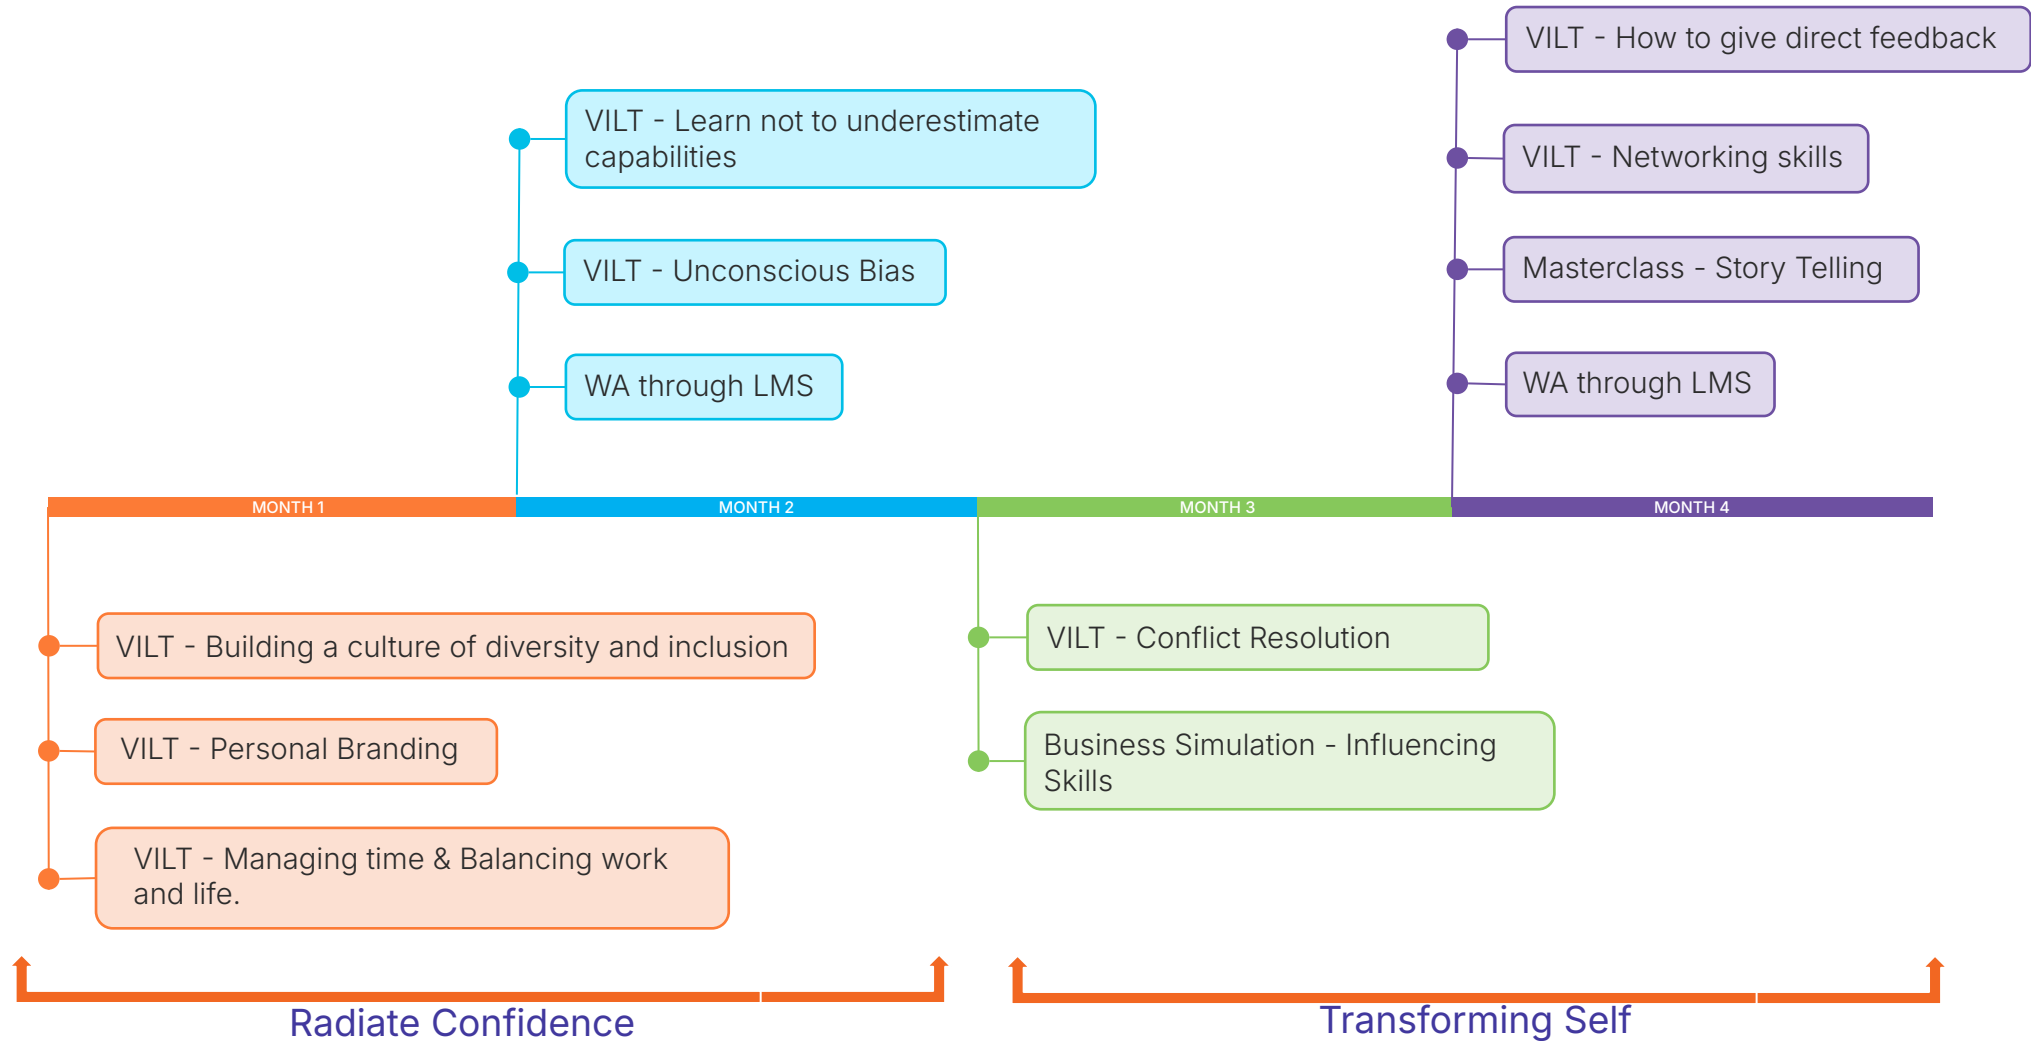 VILT - How to give direct feedback
VILT - Learn not to underestimate
capabilities
VILT - Networking skills
VILT - Unconscious Bias
Masterclass - Story Telling
WA through LMS
WA through LMS
MONTH 1
MONTH 2
MONTH 3
MONTH 4
VILT - Building a culture of diversity and inclusion
VILT - Conflict Resolution
VILT - Personal Branding
Business Simulation - Influencing
Skills
VILT - Managing time & Balancing work
and life.
Radiate Confidence
Transforming Self